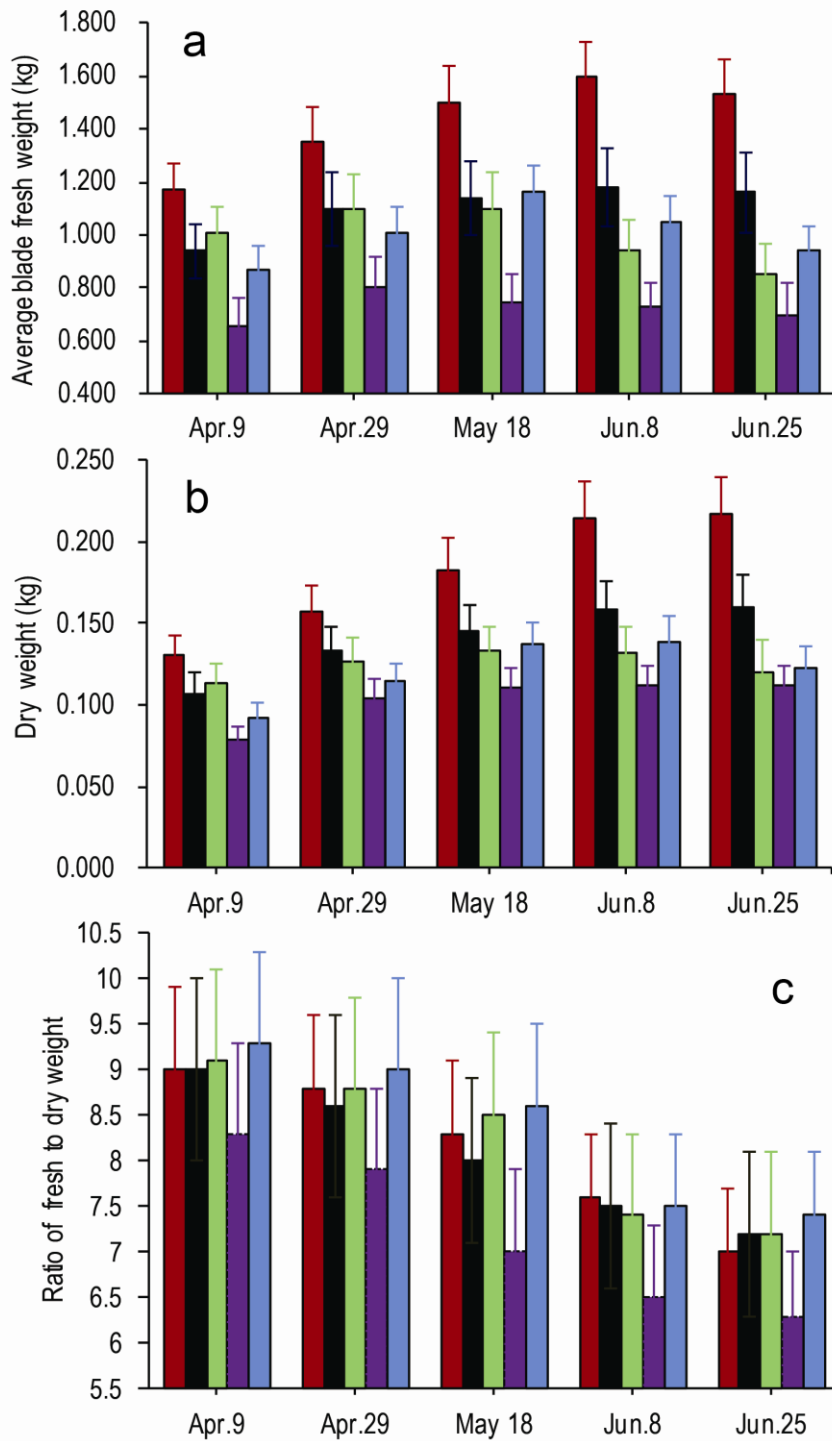 a
Average blade fresh weight (kg)
1.800
1.600
1.400
1.200
1.000
0.800
0.600
0.400
Apr.9 Apr.29 May 18 Jun.8 Jun.25
b
Dry weight (kg)
0.250
0.200
0.150
0.100
0.050
0.000
Apr.9 Apr.29 May 18 Jun.8 Jun.25
c
Ratio of fresh to dry weight
10.5
10
9.5
9
8.5
8
7.5
7
6.5
6
5.5
Apr.9 Apr.29 May 18 Jun.8 Jun.25